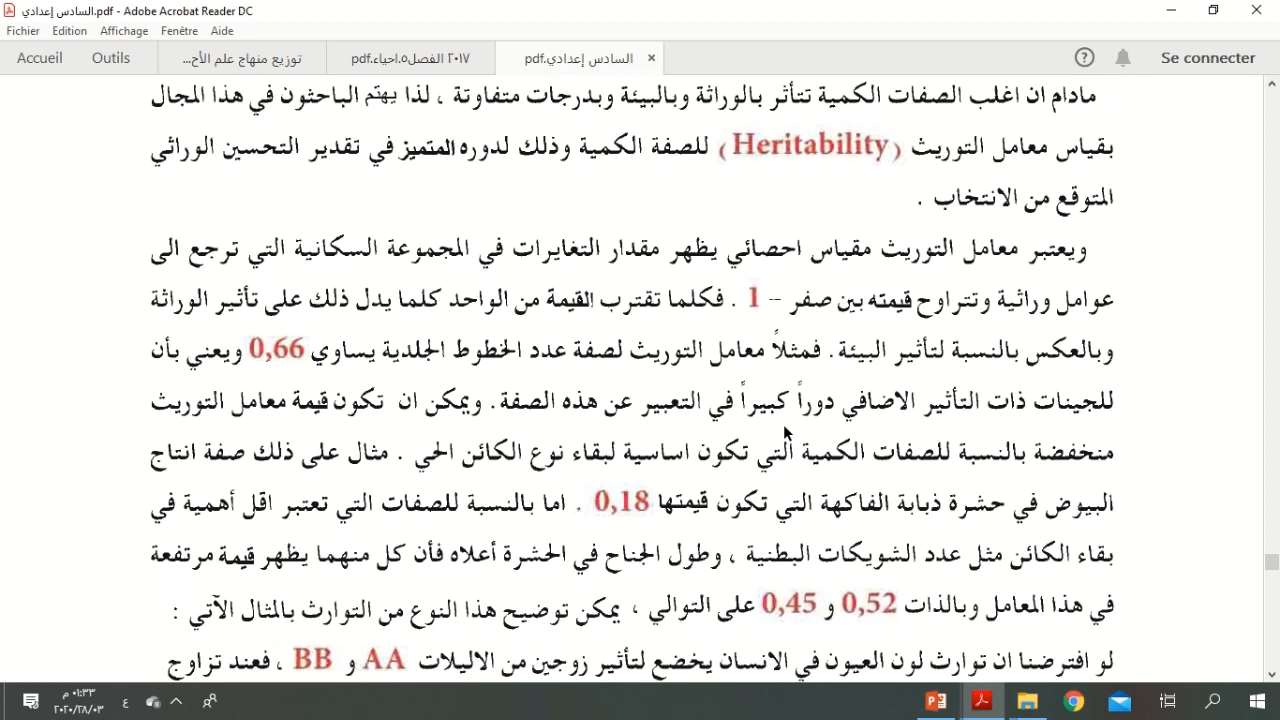 السادس إعدادي.pdf - Adobe Acrobat Reader DC
Fichier Edition Affichage Fenêtre Aide
Accueil Outils توزيع منهاج علم الأح... ٢٠١٧ الفصل٥.احياء.pdf السادس إعدادي.pdf × Se connecter
مادام ان اغلب الصفات الكمية تتأثر بالوراثة وبالبيئة وبدرجات متفاوتة ، لذا يهتم الباحثون في هذا المجال
بقياس معامل التوريث (Heritability) للصفة الكمية وذلك لدوره المتميز في تقدير التحسين الوراثي
المتوقع من الانتخاب .
ويعتبر معامل التوريث مقياس احصائي يظهر مقدار التغايرات في المجموعة السكانية التي ترجع الى
عوامل وراثية وتتراوح قيمته بين صفر – 1 . فكلما تقترب القيمة من الواحد كلما يدل ذلك على تأثير الوراثة
وبالعكس بالنسبة لتأثير البيئة. فمثلاً معامل التوريث لصفة عدد الخطوط الجلدية يساوي 0,66 ويعني بأن
للجينات ذات التأثير الاضافي دوراً كبيراً في التعبير عن هذه الصفة. ويمكن ان تكون قيمة معامل التوريث
منخفضة بالنسبة للصفات الكمية التي تكون اساسية لبقاء نوع الكائن الحي . مثال على ذلك صفة انتاج
البيوض في حشرة ذبابة الفاكهة التي تكون قيمتها 0,18 . اما بالنسبة للصفات التي تعتبر اقل أهمية في
بقاء الكائن مثل عدد الشويكات البطنية ، وطول الجناح في الحشرة أعلاه فأن كل منهما يظهر قيمة مرتفعة
في هذا المعامل وبالذات 0,52 و 0,45 على التوالي ، يمكن توضيح هذا النوع من التوارث بالمثال الآتي :
لو افترضنا ان توارث لون العيون في الانسان يخضع لتأثير زوجين من الاليلات AA و BB ، فعند تزاوج
٠١:٣٣ م
ع
٢٠٢٠/٢٨/٠٣